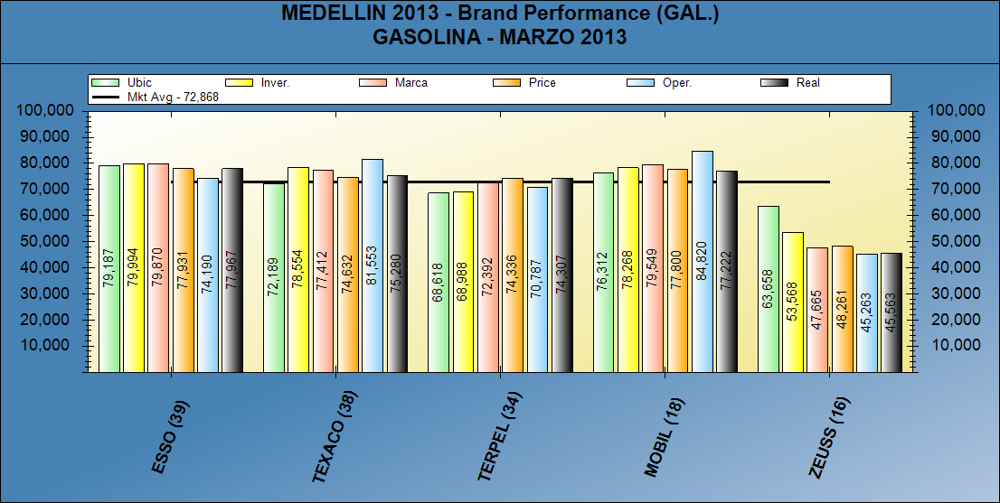 MEDELLIN 2013 - Brand Performance (GAL.)
GASOLINA - MARZO 2013
Ubic Inver. Marca Price Oper. Real
Mkt Avg - 72,868
100,000 100,000
90,000 90,000
80,000 80,000
70,000 70,000
60,000 60,000
50,000 50,000
40,000 40,000
30,000 30,000
20,000 20,000
10,000 10,000
79,187 79,994 79,870 77,931 74,190 77,967
72,189 78,554 77,412 74,632 81,553 75,280
68,618 68,988 72,392 74,336 70,787 74,307
76,312 78,268 79,549 77,800 84,820 77,222
63,658 53,568 47,665 48,261 45,263 45,563
ESSO (39)
TEXACO (38)
TERPEL (34)
MOBIL (18)
ZEUSS (16)